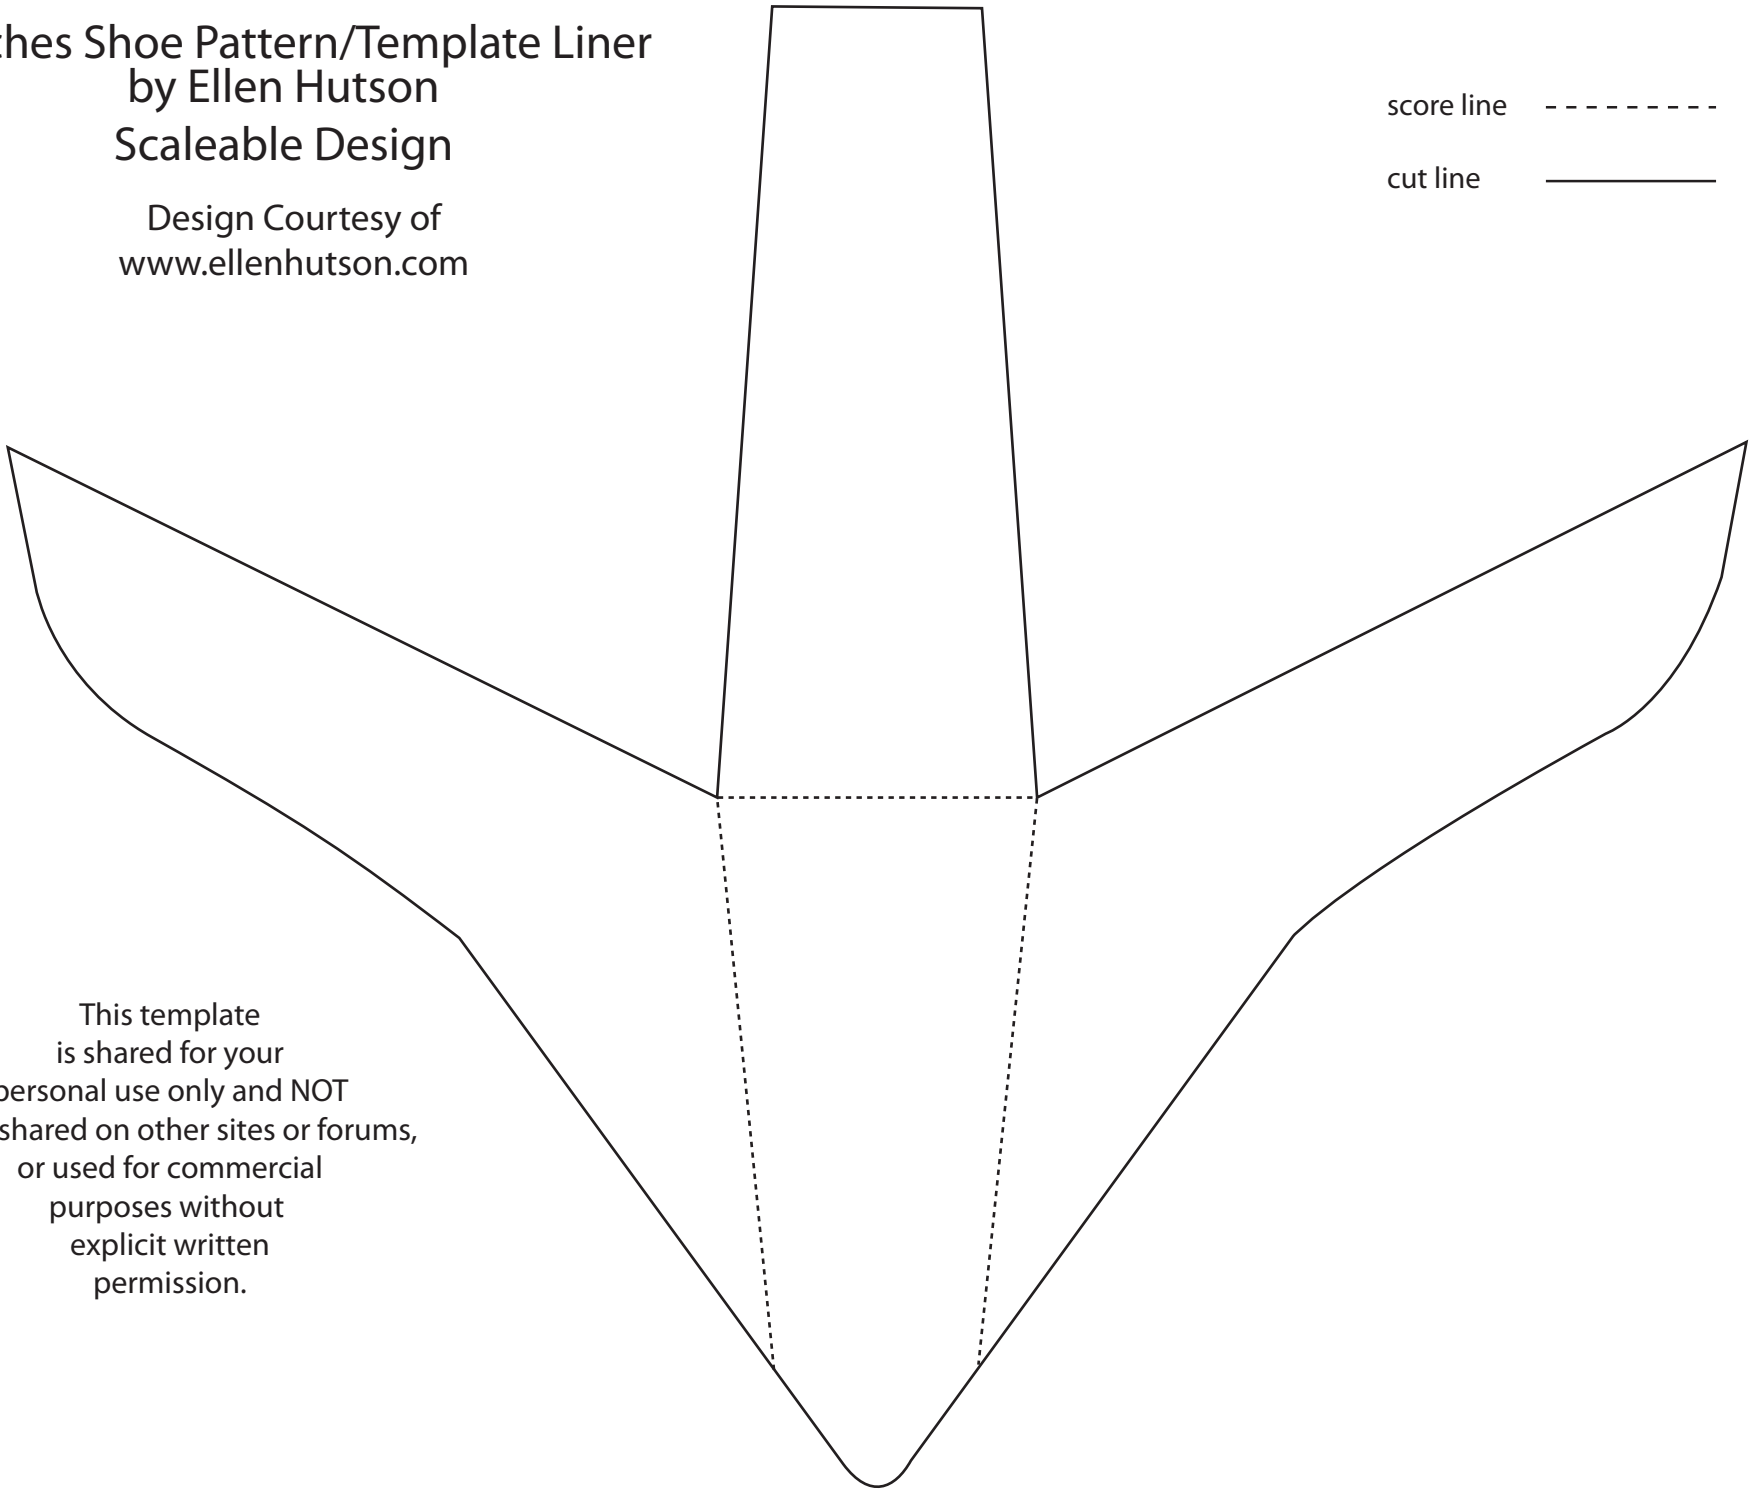 Shoe Pattern/Template Liner
by Ellen Hutson
Scaleable Design
Design Courtesy of
www.ellenhutson.com
score line
cut line
This template
is shared for your
personal use only and NOT
shared on other sites or forums,
or used for commercial
purposes without
explicit written
permission.